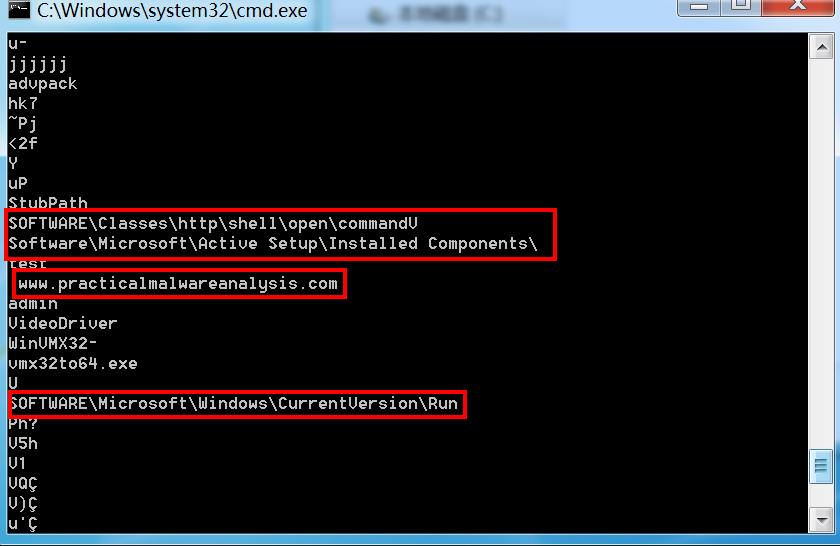 C:\Windows\system32\cmd.exe
u-
jjjjjj
advpack
hk7
~Pj
<2f
Y
uP
StubPath
SOFTWARE\Classes\http\shell\open\commandV
Software\Microsoft\Active Setup\Installed Components\
test
www.practicalmalwareanalysis.com
admin
VideoDriver
WinVMX32-
vmx32to64.exe
U
SOFTWARE\Microsoft\Windows\CurrentVersion\Run
Ph?
V5h
V1
VQÇ
V)Ç
u'Ç